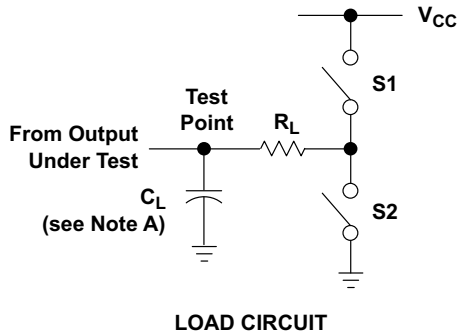 VCC
S1
Test
Point
RL
From Output
Under Test
CL
(see Note A)
S2
LOAD CIRCUIT